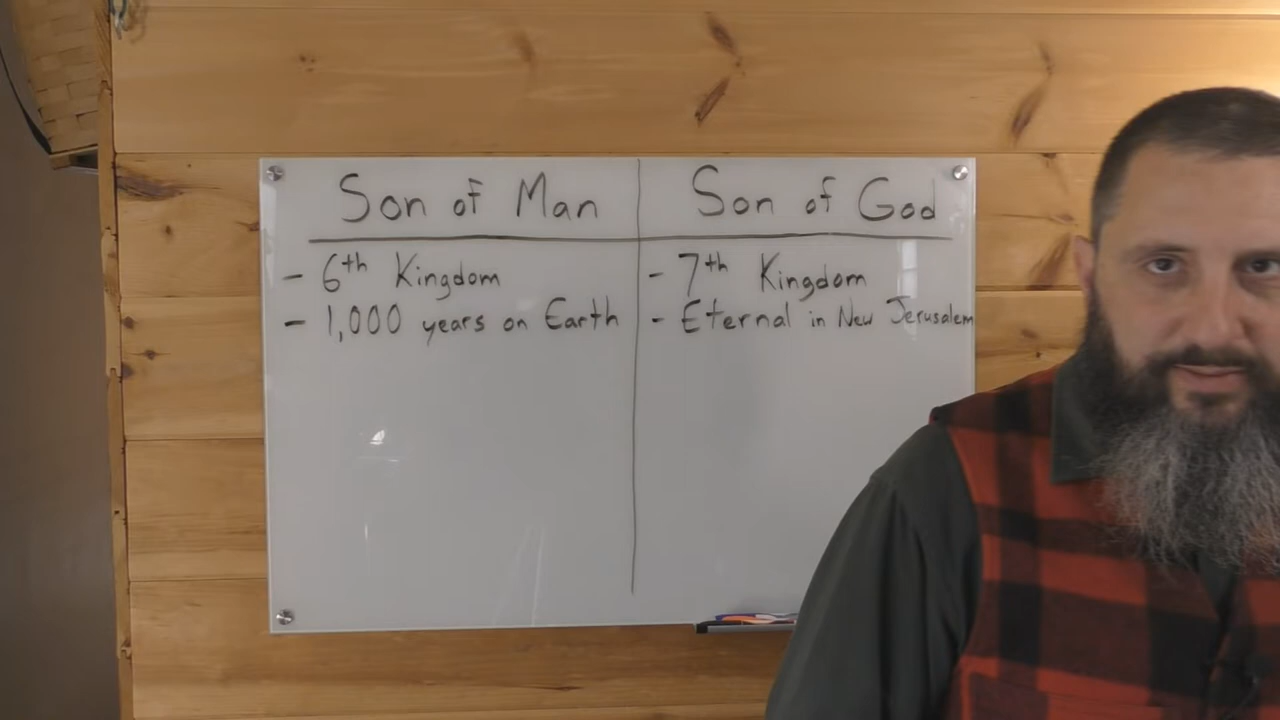 Son of Man
- 6th Kingdom
- 1,000 years on Earth
Son of God
- 7th Kingdom
- Eternal in New Jerusalem